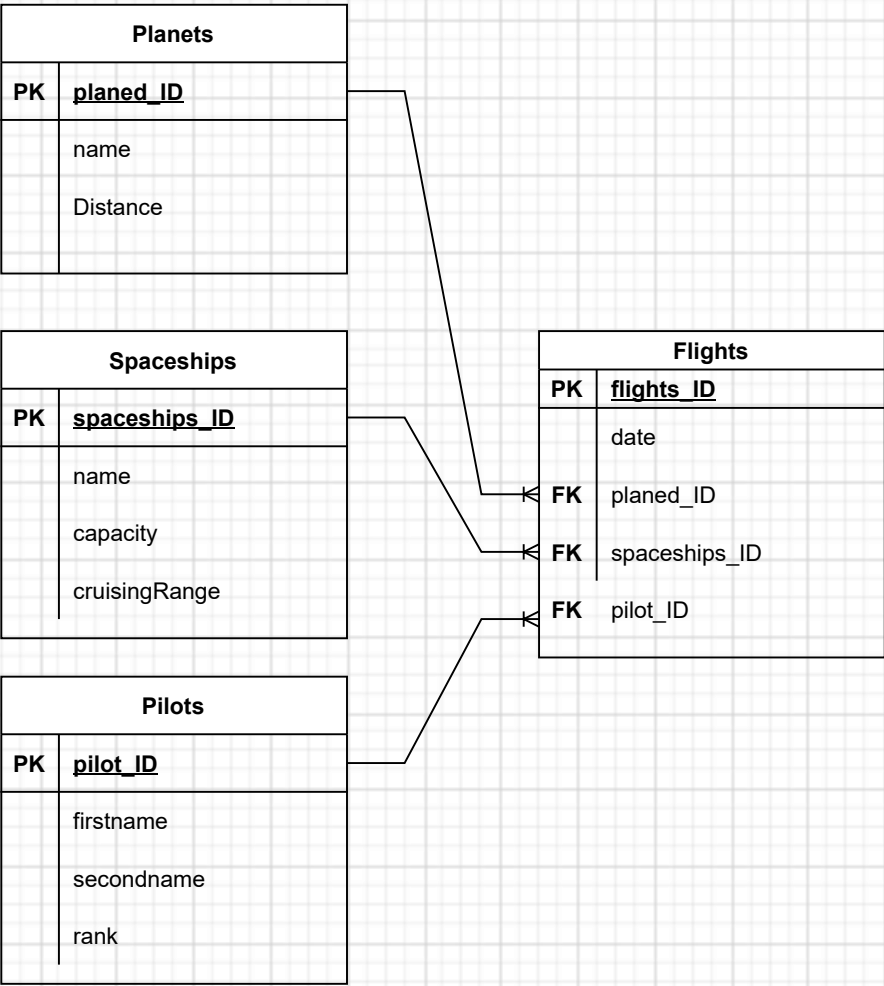 Planets
PK planed_ID
name
Distance
Spaceships
PK spaceships_ID
name
capacity
cruisingRange
Pilots
PK pilot_ID
firstname
secondname
rank
Flights
PK flights_ID
date
FK planed_ID
FK spaceships_ID
FK pilot_ID